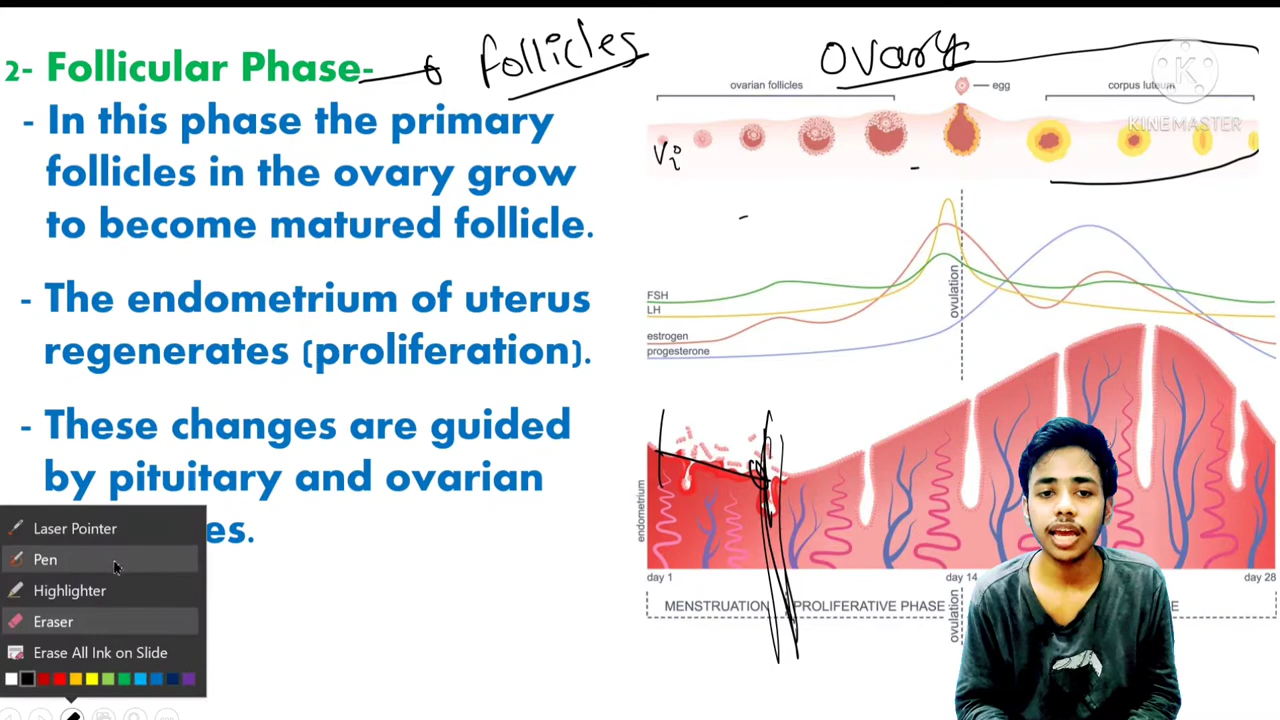 2- Follicular Phase-
follicles
- In this phase the primary
follicles in the ovary grow
to become matured follicle.
- The endometrium of uterus
regenerates (proliferation).
- These changes are guided
by pituitary and ovarian
es.
Laser Pointer
Pen
Highlighter
Eraser
Erase All Ink on Slide
ovary
ovarian follicles
egg
corpus luteum
K
KINEMASTER
FSH
LH
estrogen
progesterone
ovulation
endometrium
day 1
day 14
day 28
MENSTRUATION
PROLIFERATIVE PHASE
ovulation
E